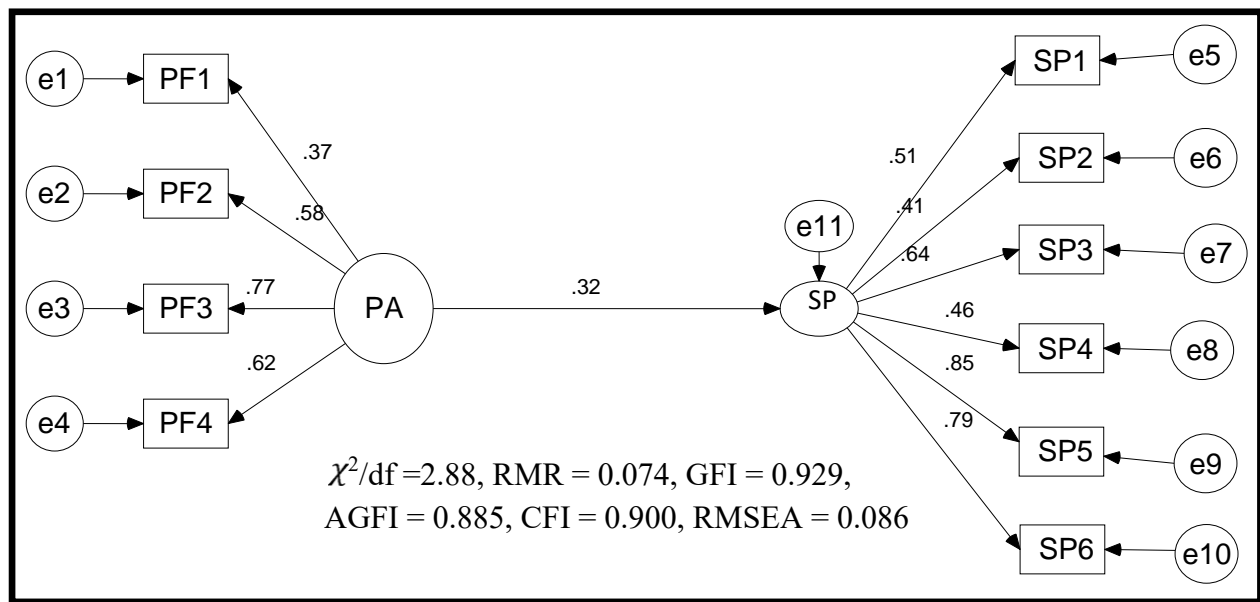 e1
PF1
.37
e2
PF2
.58
e3
PF3
.77
e4
PF4
.62
PA
.32
e11
SP
.51
SP1
e5
.41
SP2
e6
.64
SP3
e7
.46
SP4
e8
.85
SP5
e9
.79
SP6
e10
χ²/df =2.88, RMR = 0.074, GFI = 0.929,
AGFI = 0.885, CFI = 0.900, RMSEA = 0.086